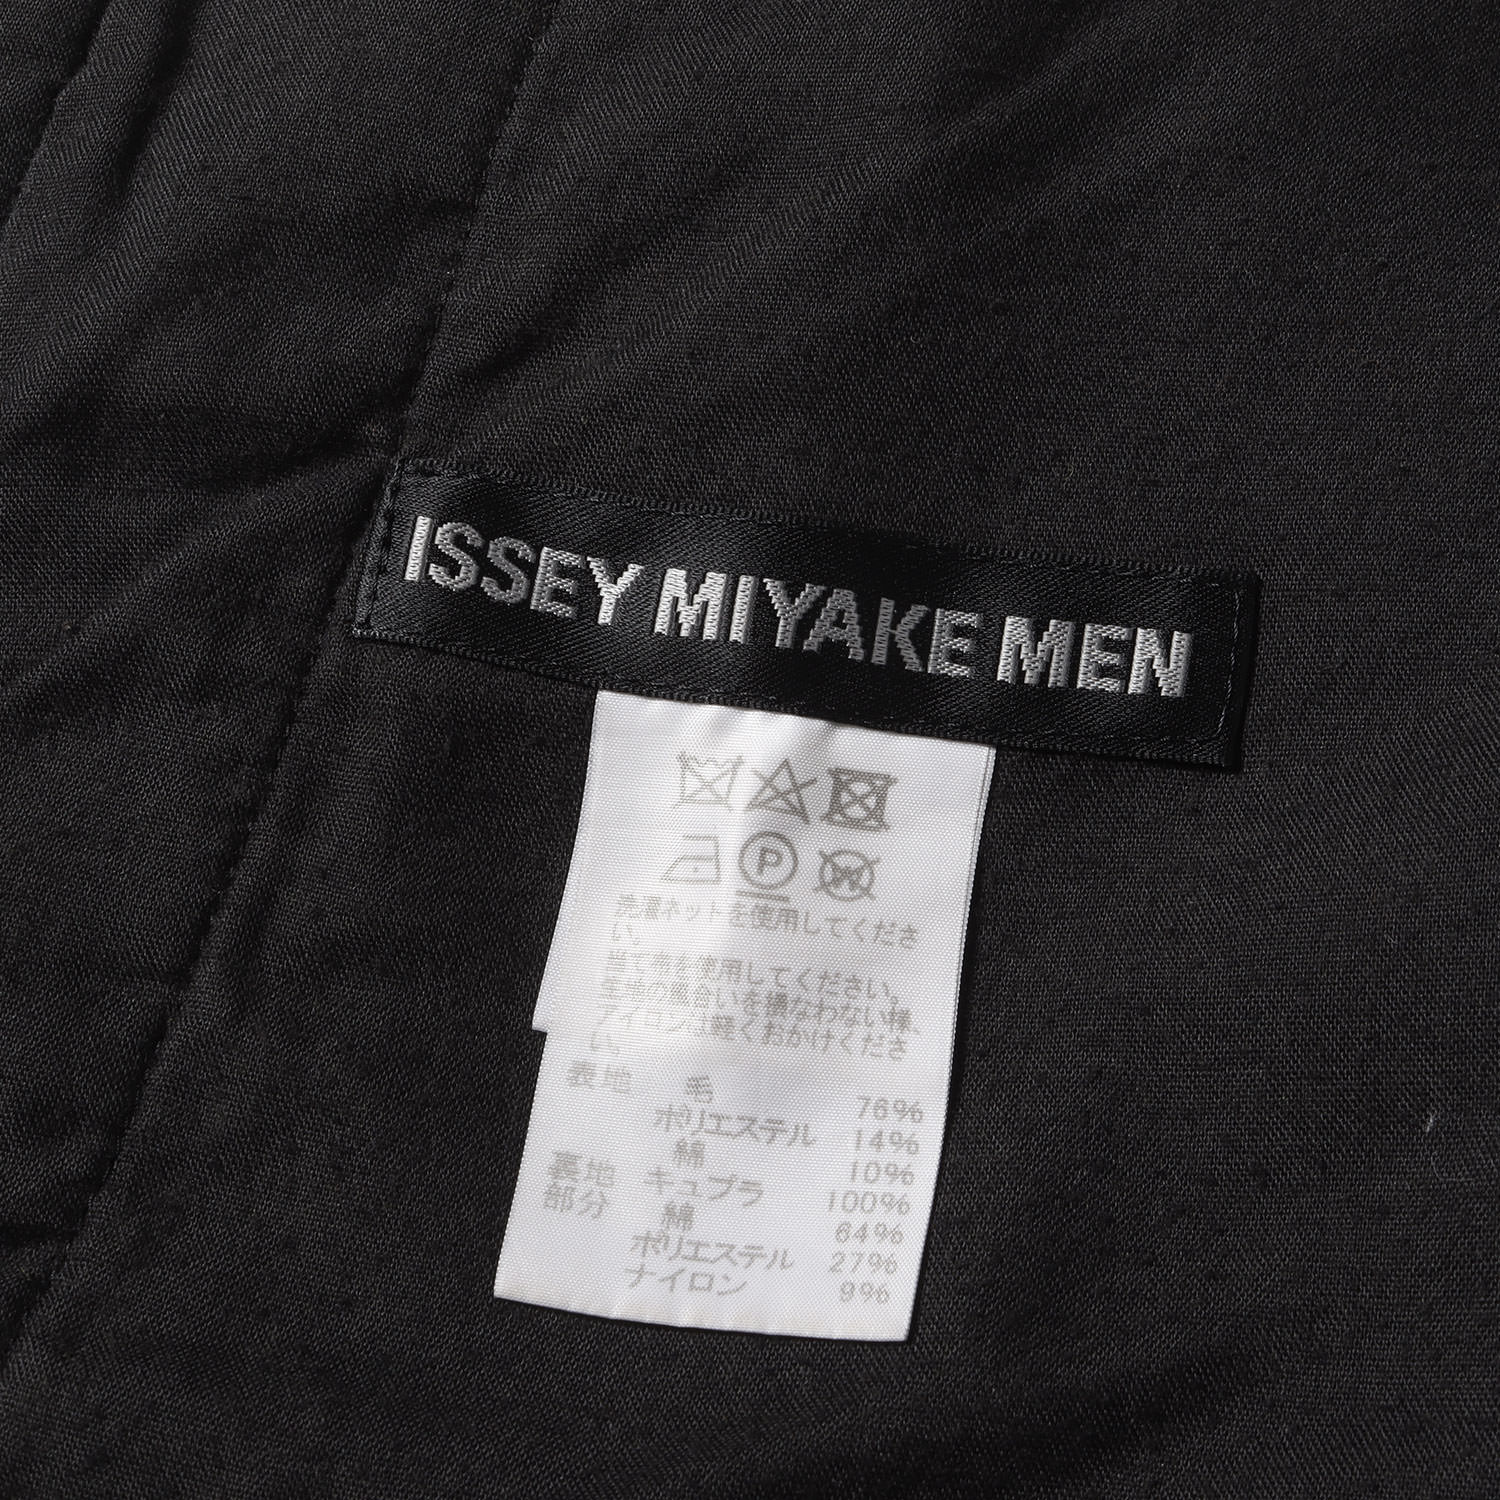 ISSEY MIYAKE MEN
P
W
洗濯ネットを使用してくださ
い。
当て布を使用してください。
生地の風合いを損なわない様、
アイロンは軽くおかけくださ
い。
表地 毛 76%
ポリエステル 14%
綿 10%
裏地 キュプラ 100%
部分 綿 64%
ポリエステル 27%
ナイロン 9%